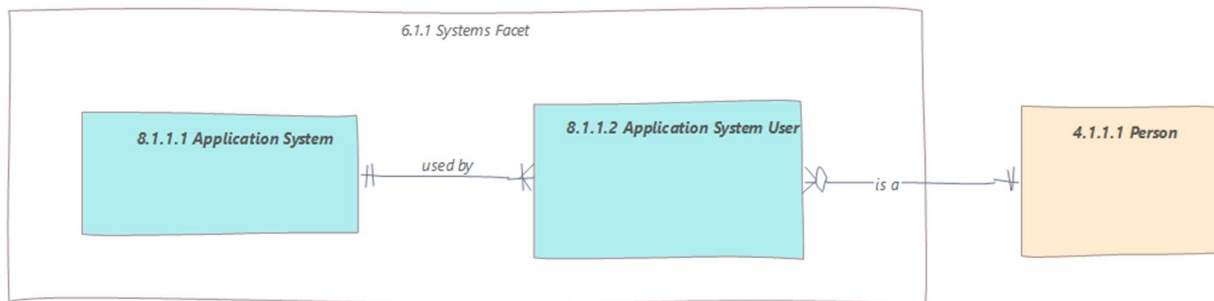 6.1.1 Systems Facet
8.1.1.1 Application System
used by
8.1.1.2 Application System User
is a
4.1.1.1 Person